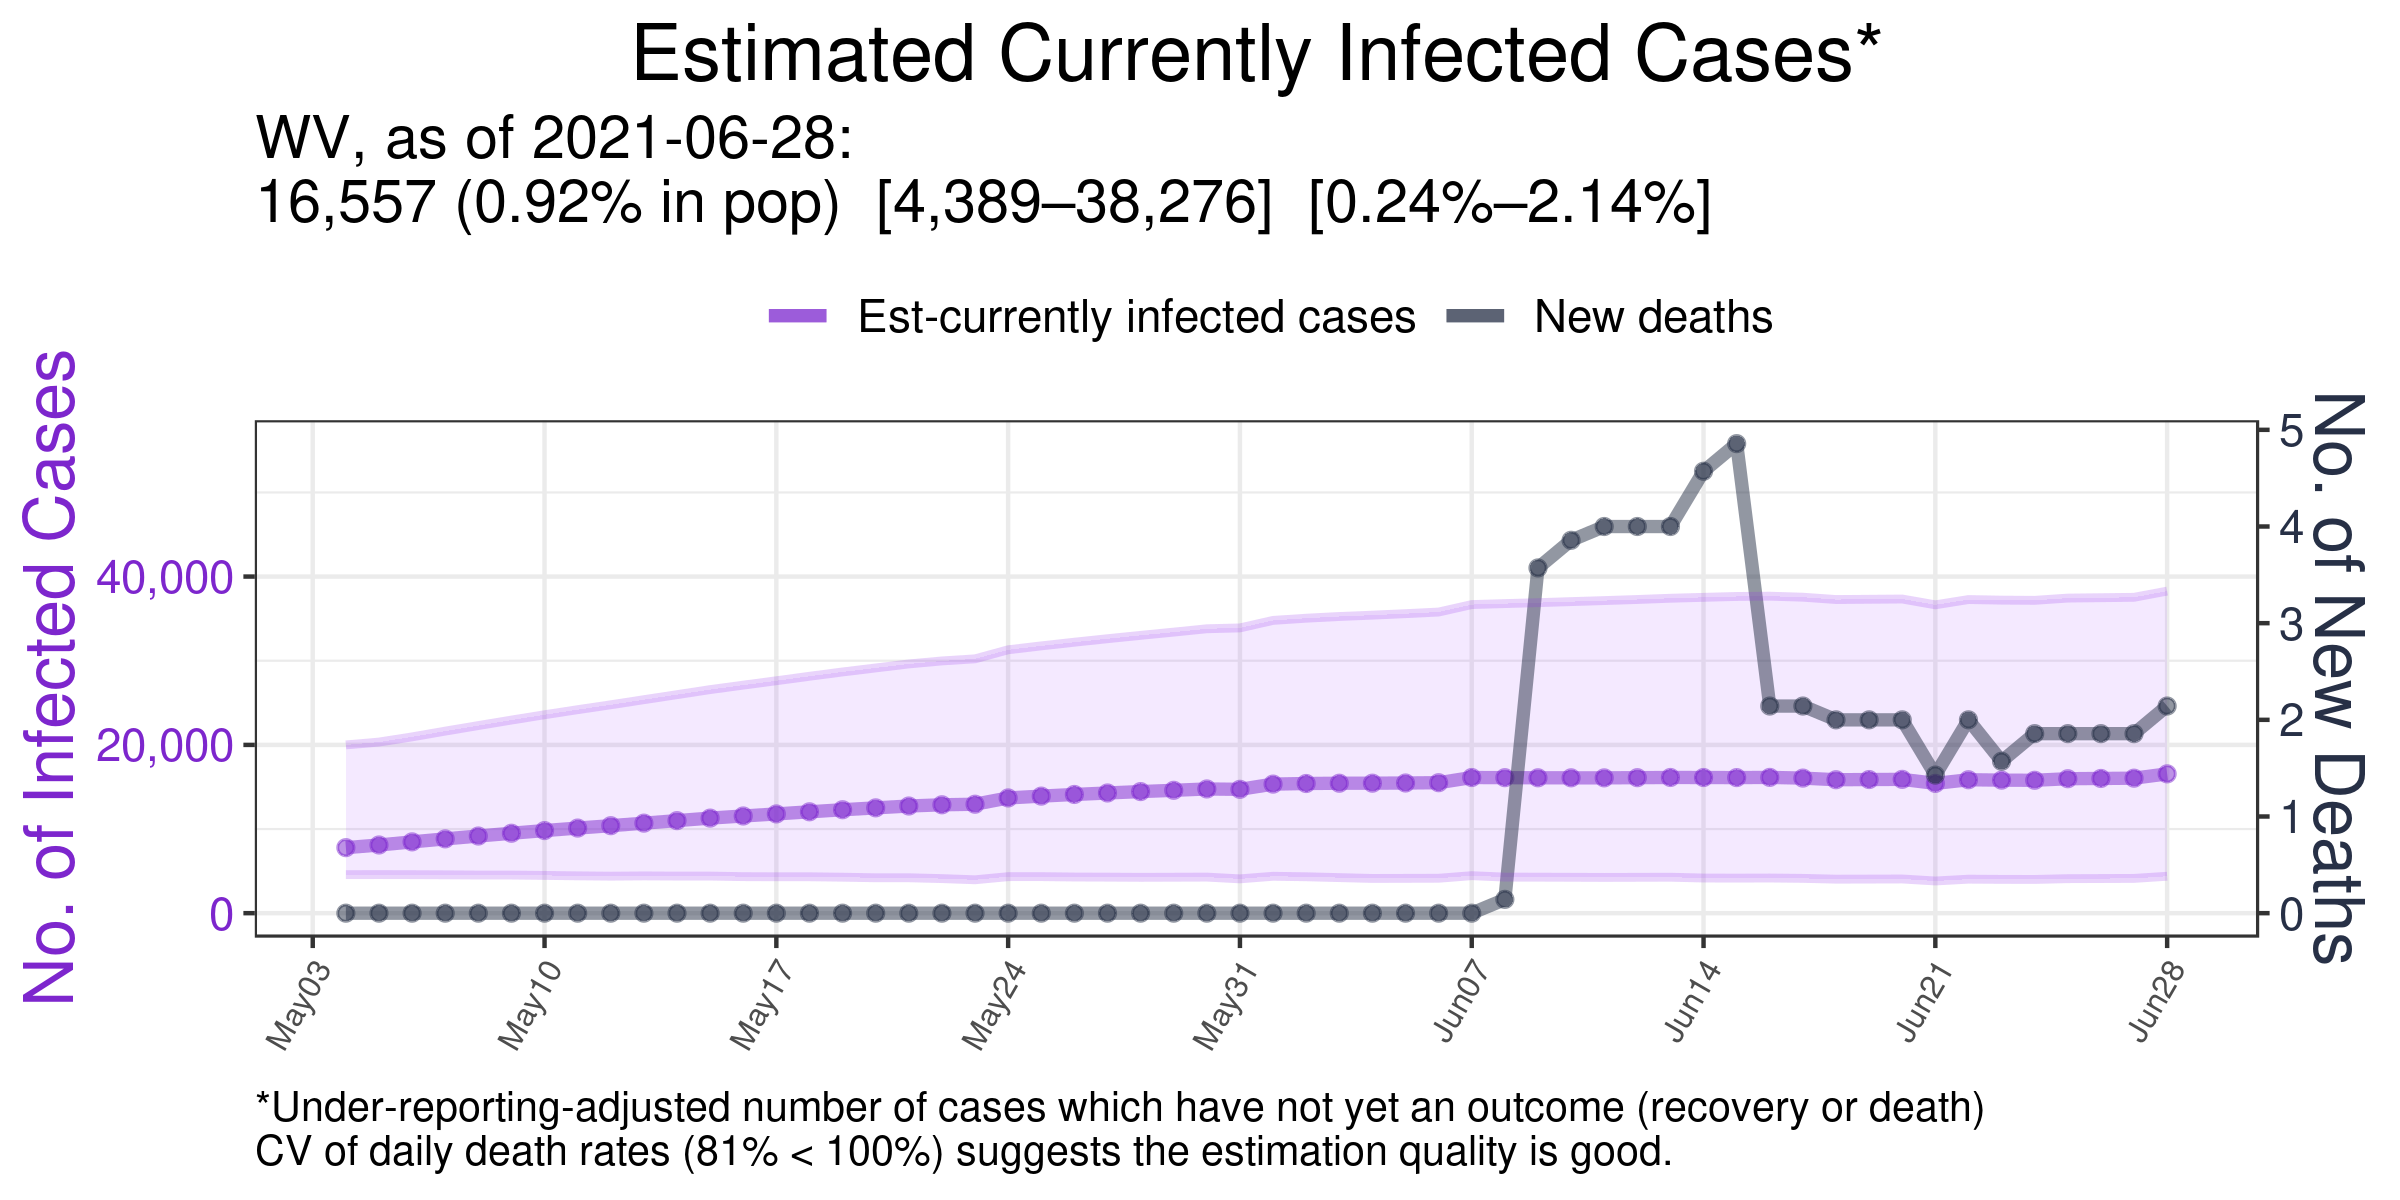 Estimated Currently Infected Cases*
WV, as of 2021-06-28:
16,557 (0.92% in pop)  [4,389–38,276]  [0.24%–2.14%]
Est-currently infected cases
New deaths
No. of Infected Cases
40,000
20,000
0
5
4
3
2
1
0
No. of New Deaths
May03
May10
May17
May24
May31
Jun07
Jun14
Jun21
Jun28
*Under-reporting-adjusted number of cases which have not yet an outcome (recovery or death)
CV of daily death rates (81% < 100%) suggests the estimation quality is good.